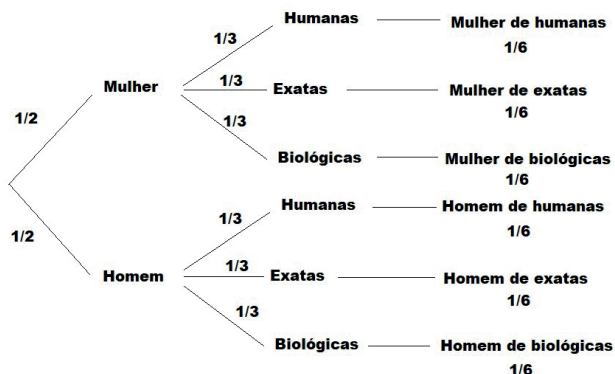 Humanas
Mulher de humanas
1/3
1/6
Mulher
1/3
Exatas
Mulher de exatas
1/6
1/2
1/3
Biológicas
Mulher de biológicas
1/6
1/3
Humanas
Homem de humanas
1/6
1/2
Homem
1/3
Exatas
Homem de exatas
1/6
1/3
Biológicas
Homem de biológicas
1/6